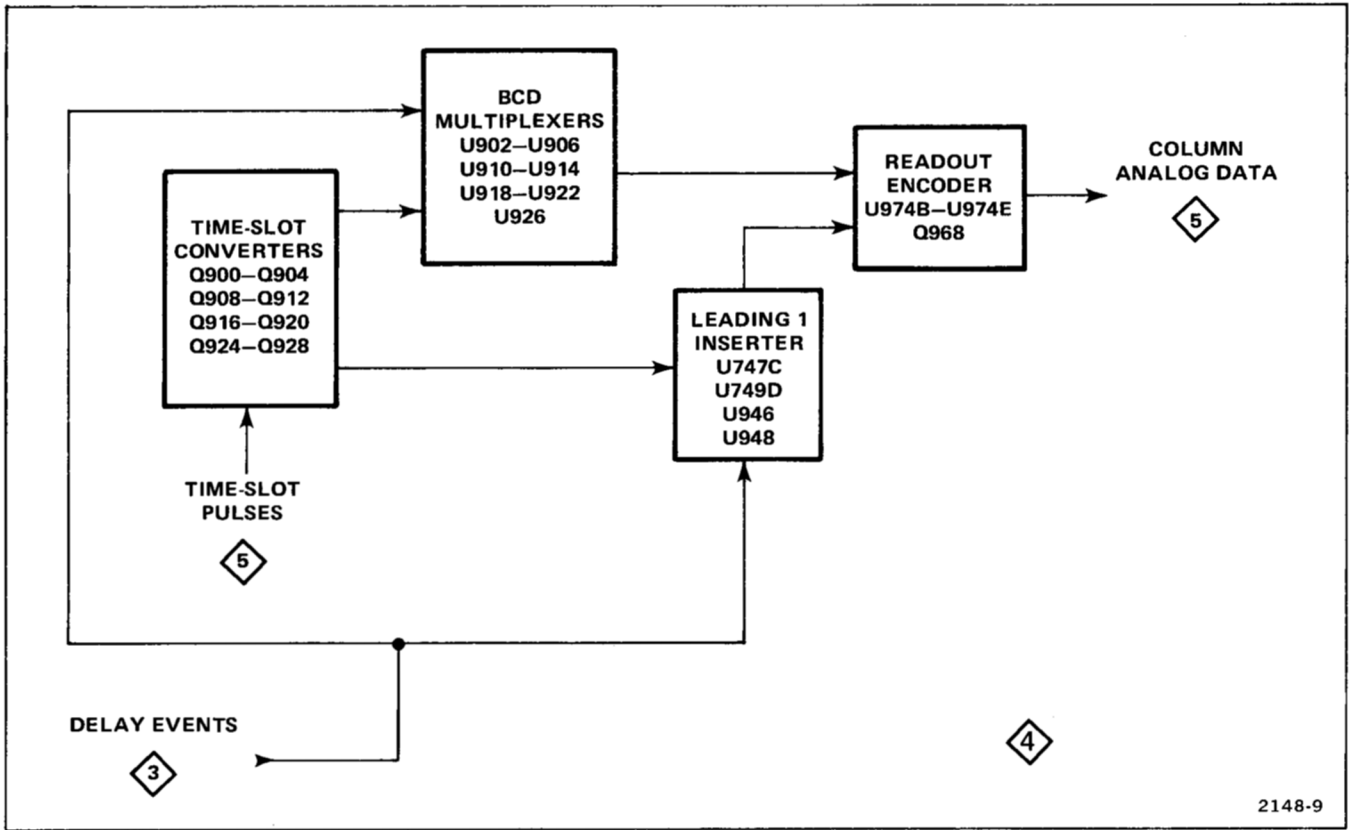 BCD
MULTIPLEXERS
U902–U906
U910–U914
U918–U922
U926
TIME-SLOT
CONVERTERS
Q900–Q904
Q908–Q912
Q916–Q920
Q924–Q928
READOUT
ENCODER
U974B–U974E
Q968
COLUMN
ANALOG DATA
5
LEADING 1
INSERTER
U747C
U749D
U946
U948
TIME-SLOT
PULSES
5
DELAY EVENTS
3
4
2148-9